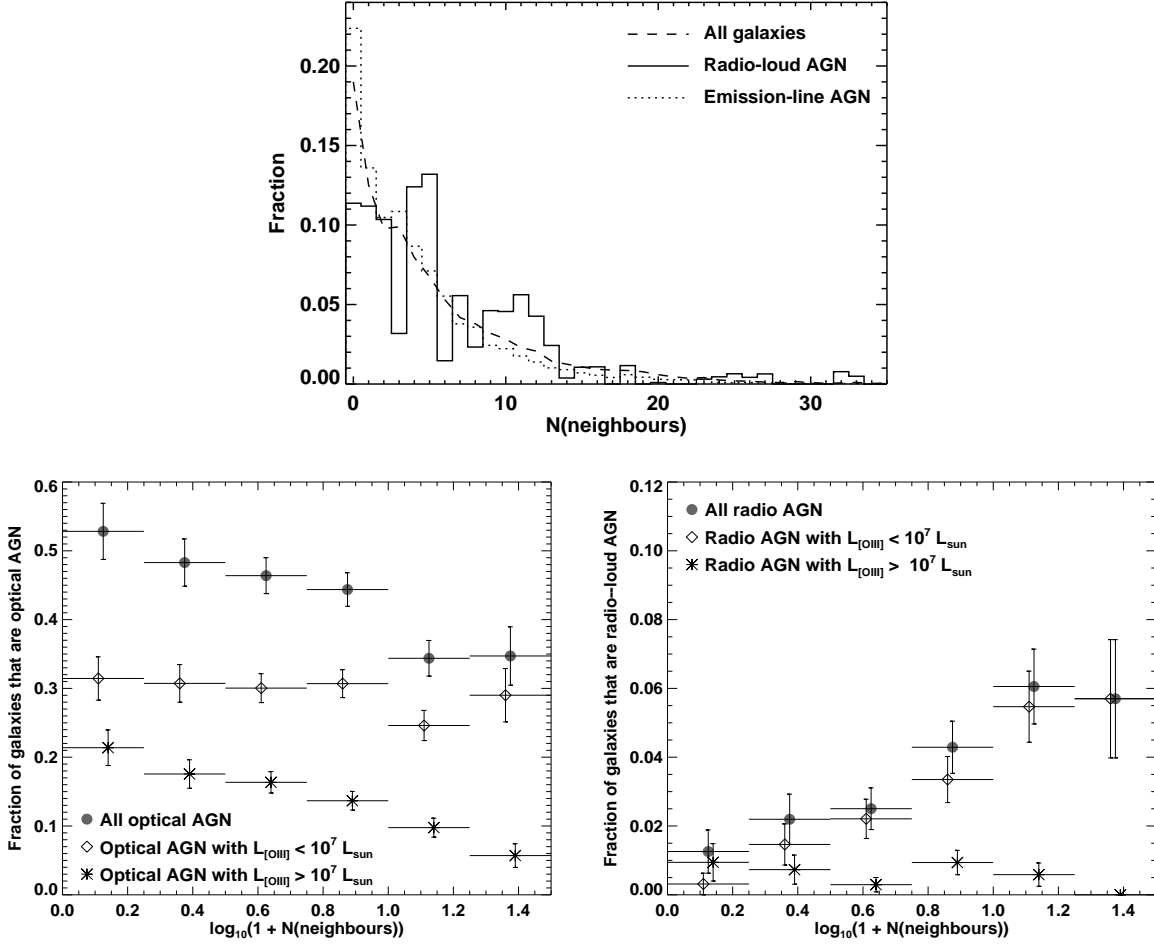 All galaxies
Radio-loud AGN
Emission-line AGN
Fraction
0.20
0.15
0.10
0.05
0.00
0 10 20 30
N(neighbours)
Fraction of galaxies that are optical AGN
0.6
0.5
0.4
0.3
0.2
0.1
0.0
All optical AGN
Optical AGN with L[OIII] < 10^7 Lsun
Optical AGN with L[OIII] > 10^7 Lsun
0.0 0.2 0.4 0.6 0.8 1.0 1.2 1.4
log10(1 + N(neighbours))
Fraction of galaxies that are radio-loud AGN
0.12
0.10
0.08
0.06
0.04
0.02
0.00
All radio AGN
Radio AGN with L[OIII] < 10^7 Lsun
Radio AGN with L[OIII] > 10^7 Lsun
0.0 0.2 0.4 0.6 0.8 1.0 1.2 1.4
log10(1 + N(neighbours))